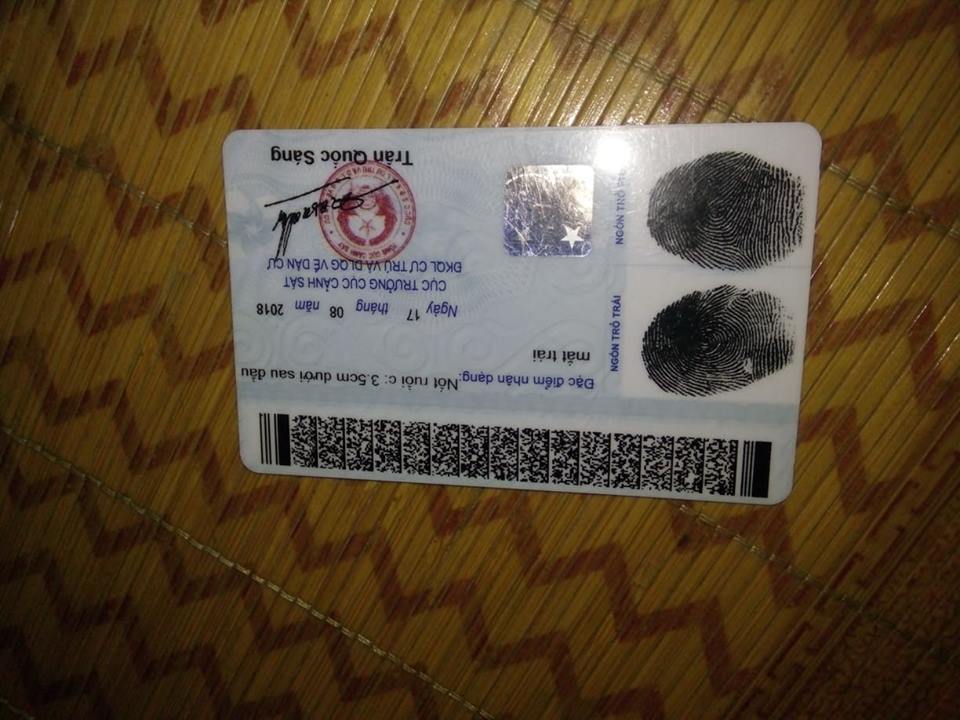 Đặc điểm nhân dạng: Nốt ruồi c: 3.5cm dưới sau đầu
mắt trái
Ngày 17 tháng 08 năm 2018
CỤC TRƯỞNG CỤC CẢNH SÁT
ĐKQL CƯ TRÚ VÀ DLQG VỀ DÂN CƯ
Trần Quốc Sáng
NGÓN TRỎ TRÁI
NGÓN TRỎ